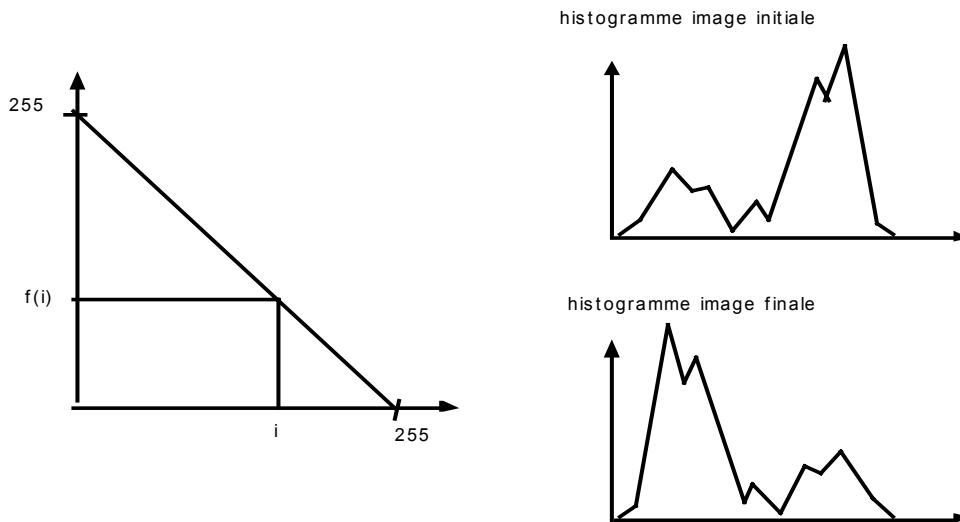 255
f(i)
i
255
histogramme image initiale
histogramme image finale